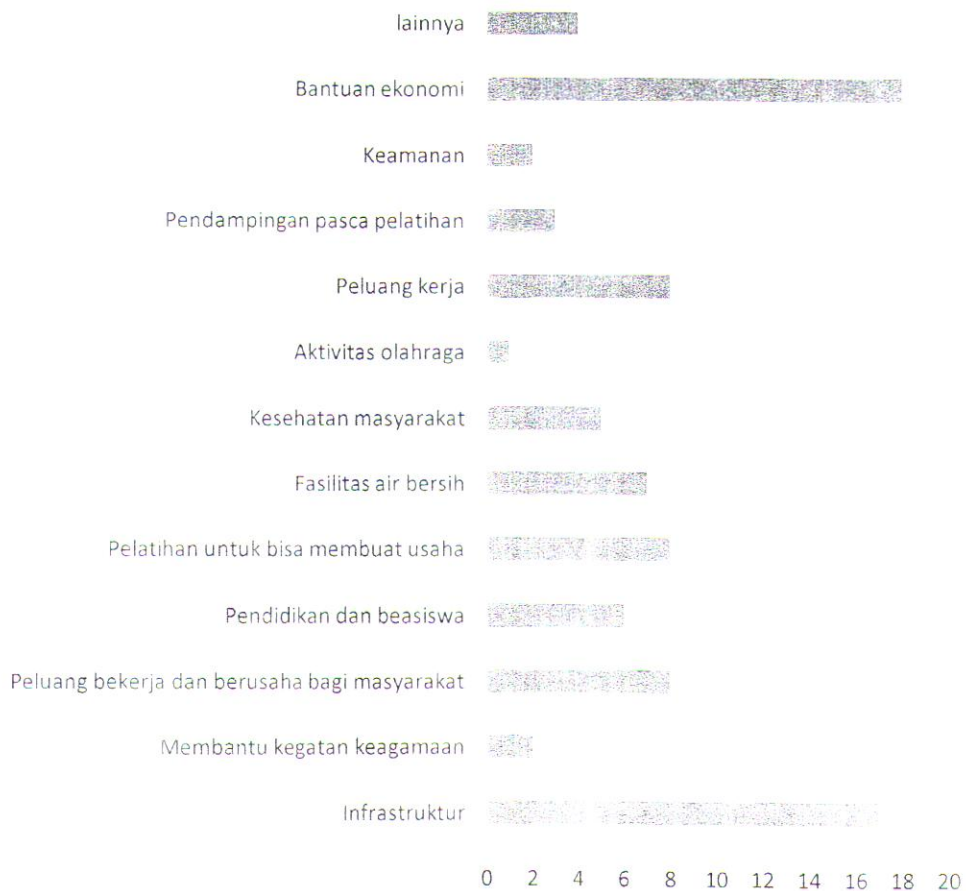 lainnya
Bantuan ekonomi
Keamanan
Pendampingan pasca pelatihan
Peluang kerja
Aktivitas olahraga
Kesehatan masyarakat
Fasilitas air bersih
Pelatihan untuk bisa membuat usaha
Pendidikan dan beasiswa
Peluang bekerja dan berusaha bagi masyarakat
Membantu kegatan keagamaan
Infrastruktur
0 2 4 6 8 10 12 14 16 18 20